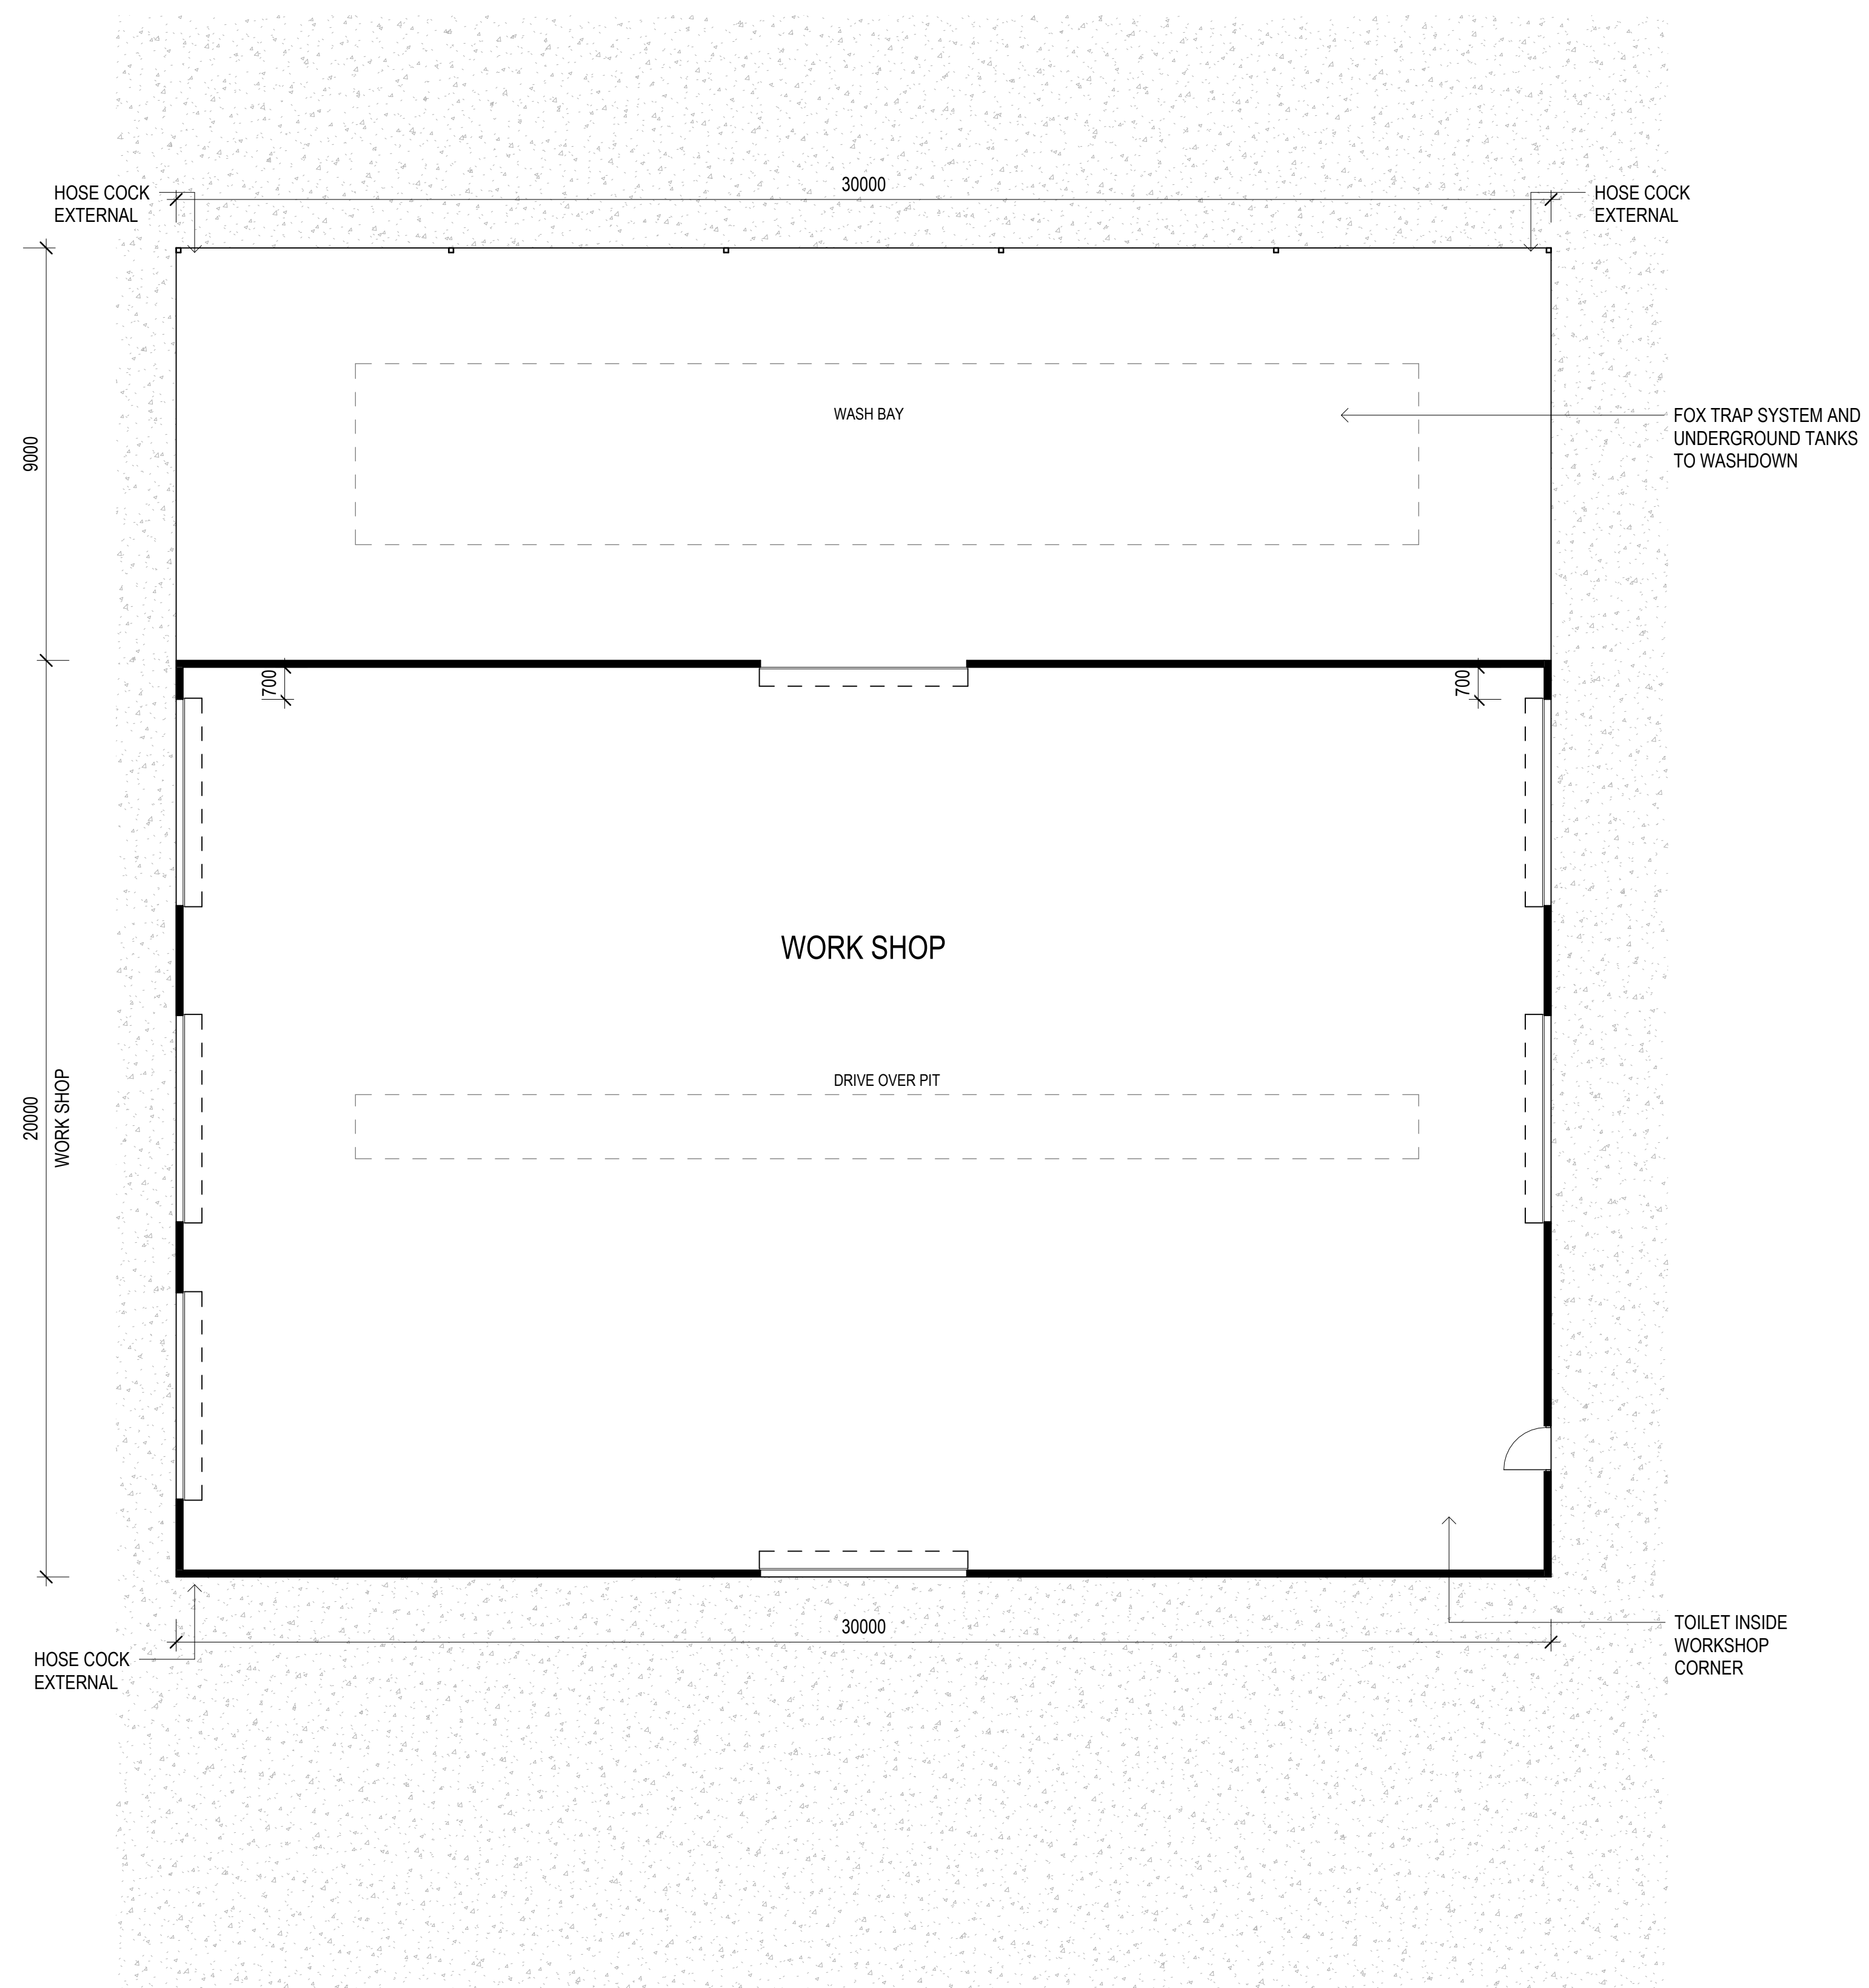 30000
HOSE COCK
EXTERNAL
HOSE COCK
EXTERNAL
WASH BAY
FOX TRAP SYSTEM AND
UNDERGROUND TANKS
TO WASHDOWN
9000
700
700
WORK SHOP
DRIVE OVER PIT
20000
WORK SHOP
30000
HOSE COCK
EXTERNAL
TOILET INSIDE
WORKSHOP
CORNER